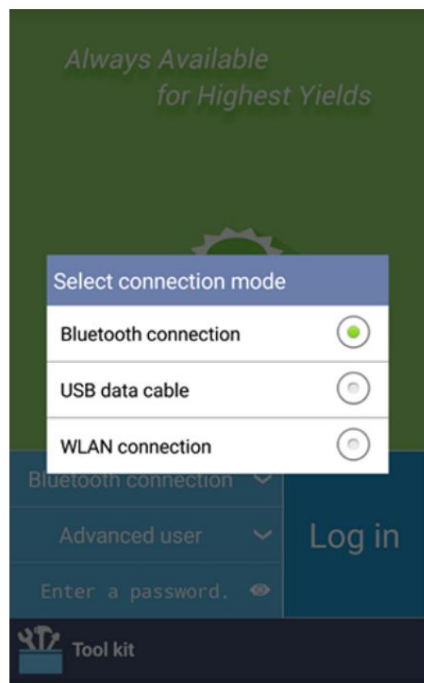 Always Available
for Highest Yields
Select connection mode
Bluetooth connection
USB data cable
WLAN connection
Bluetooth connection
Advanced user
Log in
Enter a password.
Tool kit